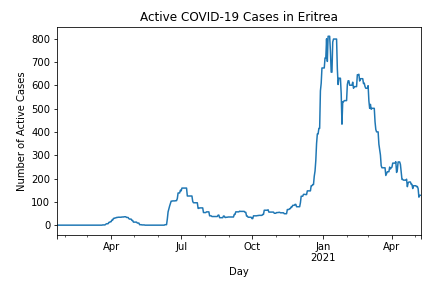 Active COVID-19 Cases in Eritrea
Number of Active Cases
800
700
600
500
400
300
200
100
0
Apr
Jul
Oct
Jan
2021
Apr
Day